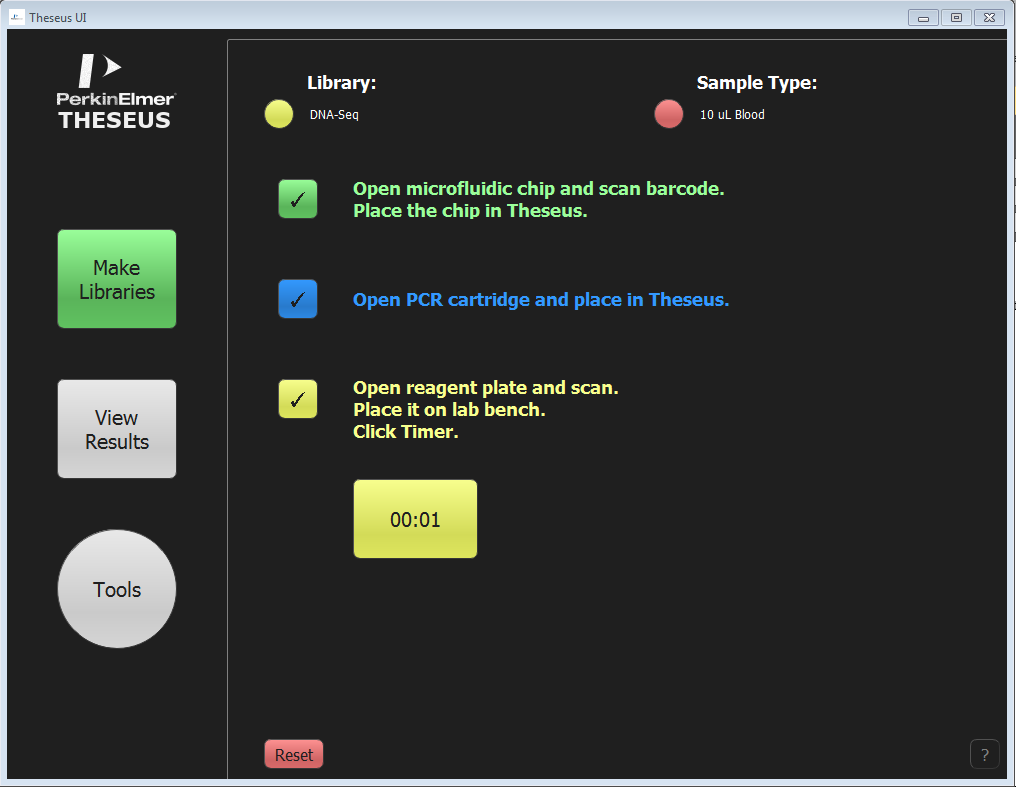 Theseus UI
PerkinElmer
THESEUS
Library:
DNA-Seq
Sample Type:
10 uL Blood
Make
Libraries
View
Results
Tools
✓
Open microfluidic chip and scan barcode.
Place the chip in Theseus.
✓
Open PCR cartridge and place in Theseus.
✓
Open reagent plate and scan.
Place it on lab bench.
Click Timer.
00:01
Reset
?